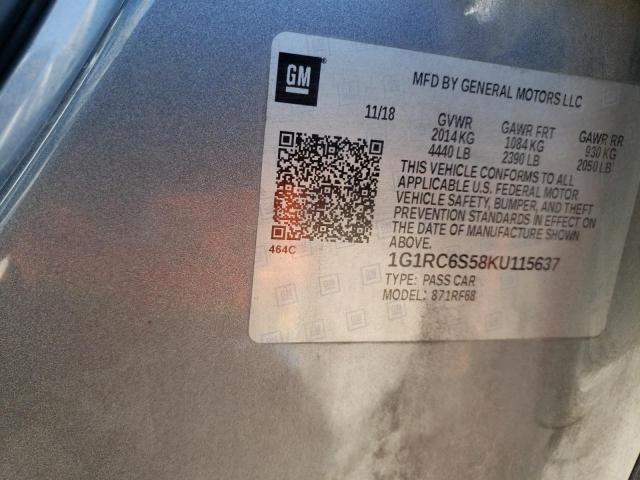 GM
MFD BY GENERAL MOTORS LLC
11/18 GVWR GAWR FRT GAWR RR
2014 KG 1084 KG 930 KG
4440 LB 2390 LB 2050 LB
THIS VEHICLE CONFORMS TO ALL
APPLICABLE U.S. FEDERAL MOTOR
VEHICLE SAFETY, BUMPER, AND THEFT
PREVENTION STANDARDS IN EFFECT ON
THE DATE OF MANUFACTURE SHOWN
ABOVE.
464C
1G1RC6S58KU115637
TYPE: PASS CAR
MODEL: 871RF68